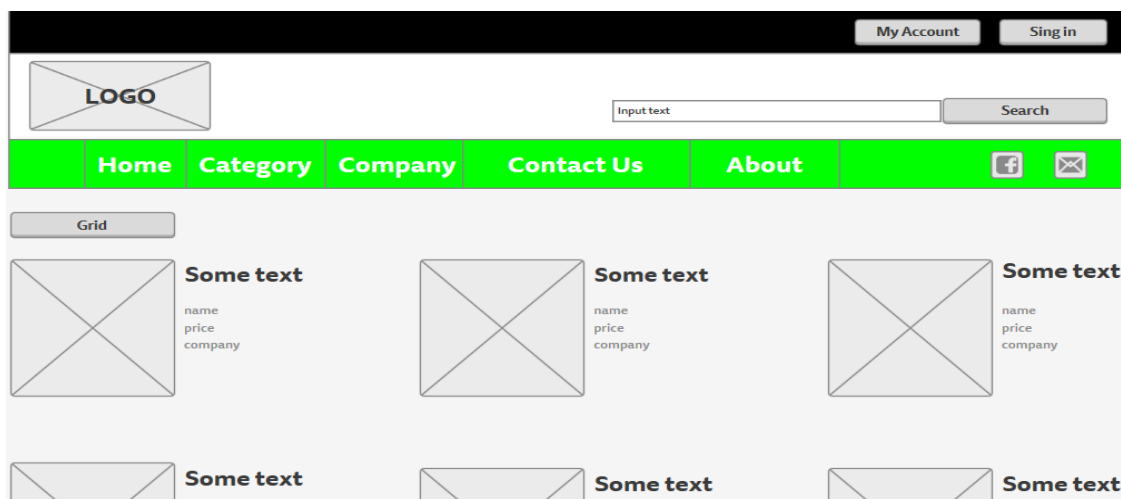 My Account Sing in
LOGO
Input text Search
Home Category Company Contact Us About
Grid
Some text Some text Some text
name name name
price price price
company company company
Some text Some text Some text